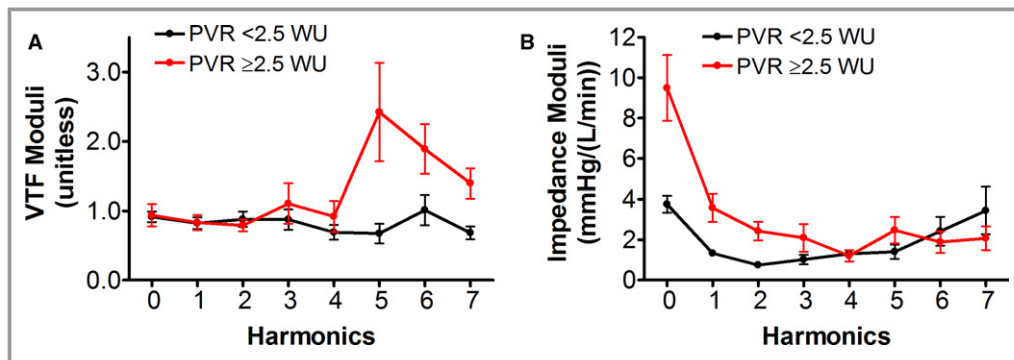 A
PVR <2.5 WU
PVR ≥2.5 WU
VTF Moduli
(unitless)
3.0
2.0
1.0
0.0
0 1 2 3 4 5 6 7
Harmonics
B
PVR <2.5 WU
PVR ≥2.5 WU
Impedance Moduli
(mmHg/(L/min))
12
10
8
6
4
2
0
0 1 2 3 4 5 6 7
Harmonics